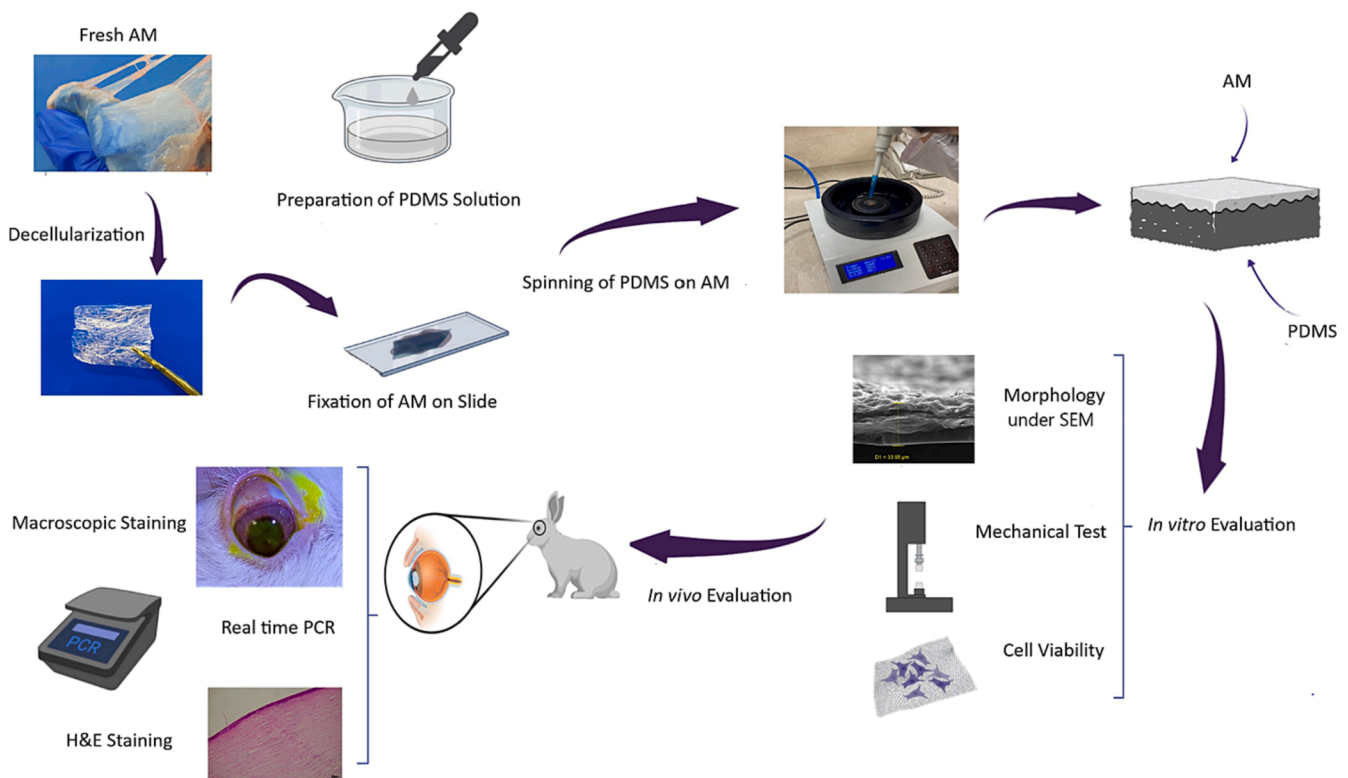 Fresh AM
Preparation of PDMS Solution
Decellularization
Fixation of AM on Slide
Spinning of PDMS on AM
AM
PDMS
Morphology
under SEM
D1 = 33.95 µm
Mechanical Test
In vitro Evaluation
Cell Viability
In vivo Evaluation
Macroscopic Staining
Real time PCR
PCR
H&E Staining